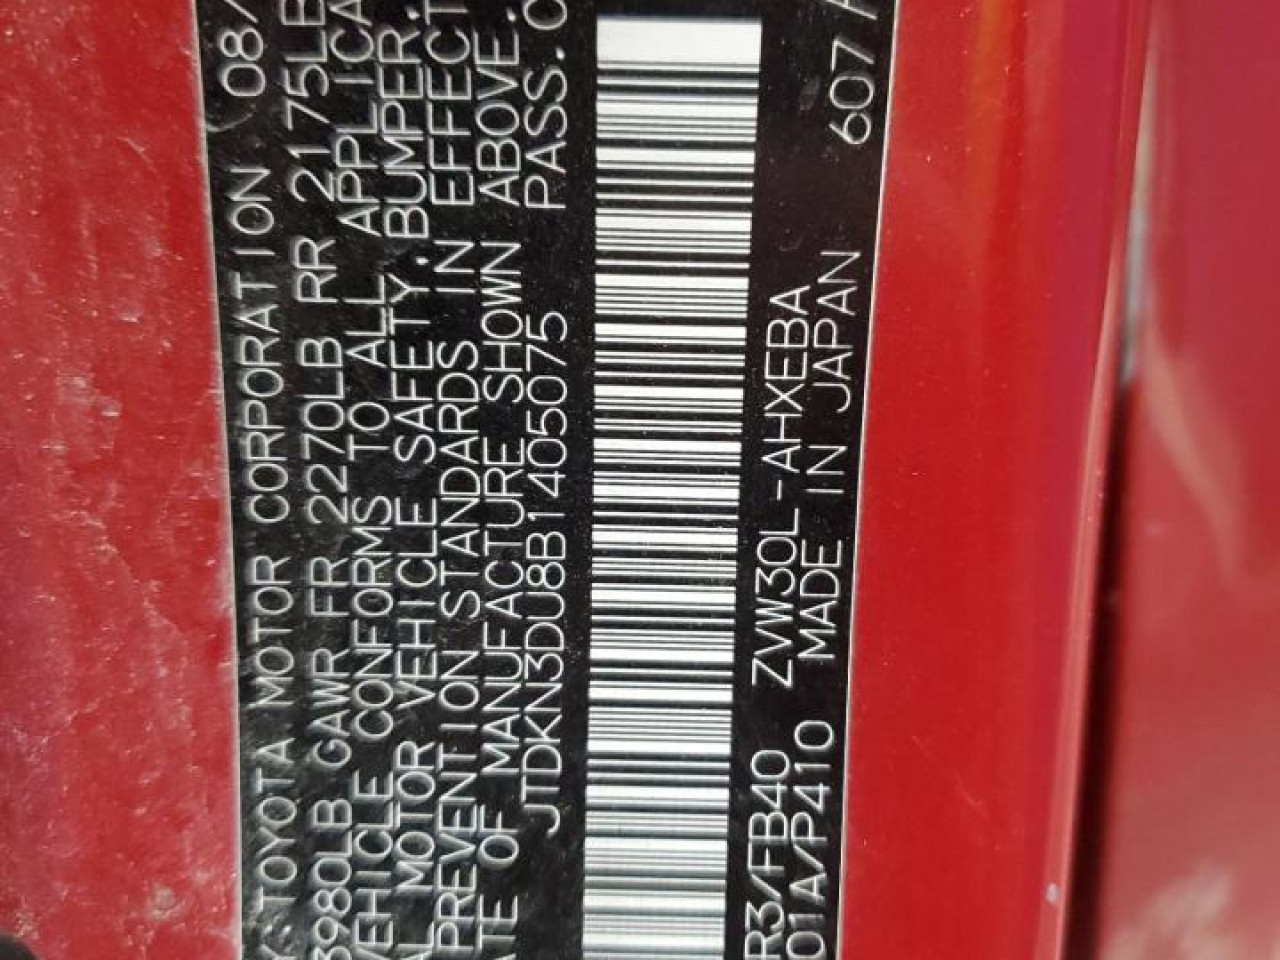 Y TOYOTA MOTOR CORPORATION 08/
3980LB GAWR FR 2270LB RR 2175LB
VEHICLE CONFORMS TO ALL APPLICA
AL MOTOR VEHICLE SAFETY, BUMPER,
PREVENTION STANDARDS IN EFFECT
ATE OF MANUFACTURE SHOWN ABOVE.
JTDKN3DU8B1405075 PASS.C
R3/FB40 ZVW30L-AHXEBA
01A/P410 MADE IN JAPAN 607